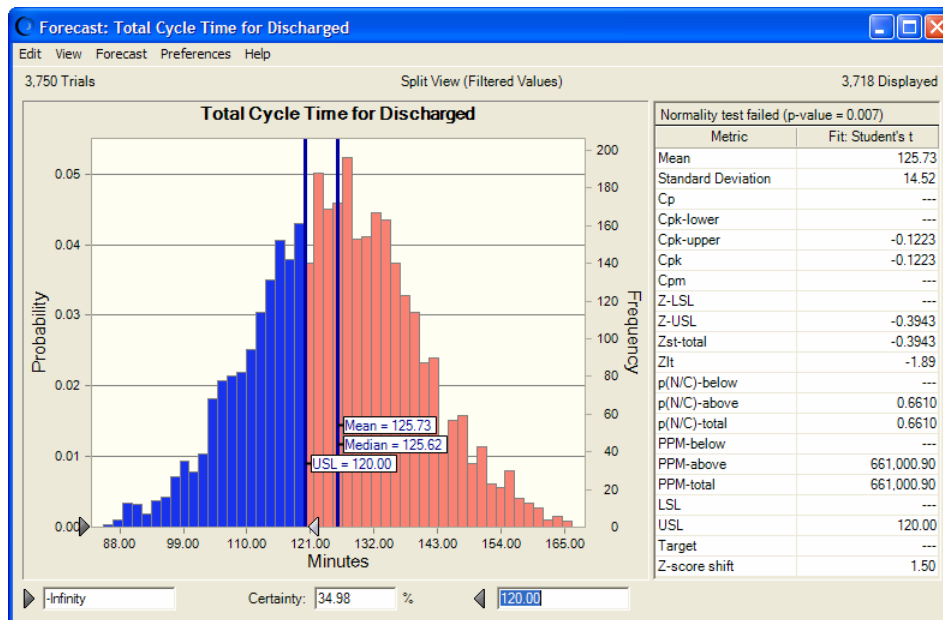 Forecast: Total Cycle Time for Discharged
Edit View Forecast Preferences Help
3,750 Trials Split View (Filtered Values) 3,718 Displayed
Total Cycle Time for Discharged
Probability
0.05
0.04
0.03
0.02
0.01
0.00
Mean = 125.73
Median = 125.62
USL = 120.00
200
180
160
140
120
100
80
60
40
20
0
Frequency
88.00 99.00 110.00 121.00 132.00 143.00 154.00 165.00
Minutes
Normality test failed (p-value = 0.007)
Metric Fit: Student's t
Mean 125.73
Standard Deviation 14.52
Cp ---
Cpk-lower ---
Cpk-upper -0.1223
Cpk -0.1223
Cpm ---
Z-LSL ---
Z-USL -0.3943
Zst-total -0.3943
Zlt -1.89
p(N/C)-below ---
p(N/C)-above 0.6610
p(N/C)-total 0.6610
PPM-below ---
PPM-above 661,000.90
PPM-total 661,000.90
LSL ---
USL 120.00
Target ---
Z-score shift 1.50
-Infinity Certainty: 34.98 % 120.00